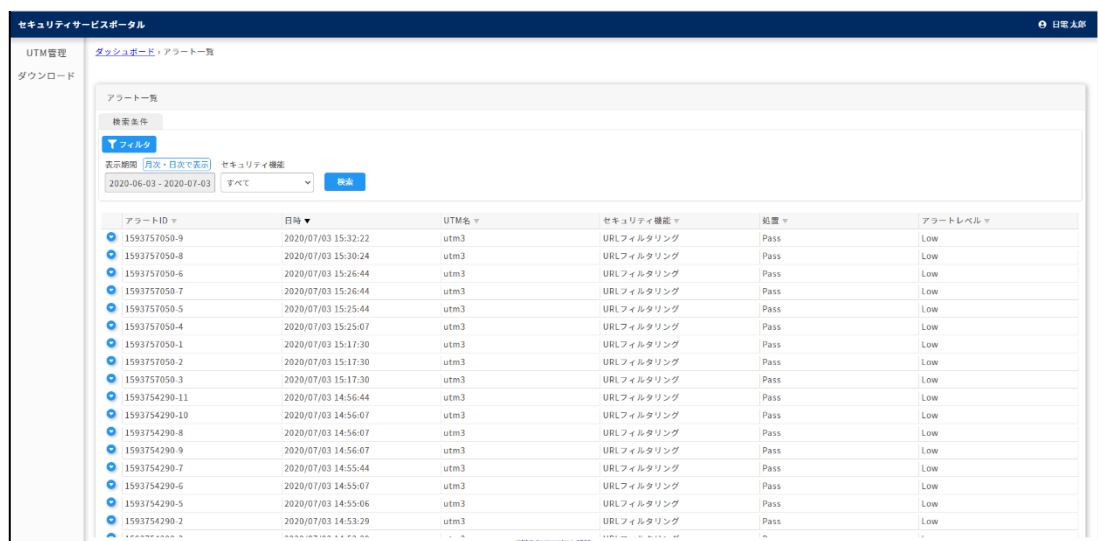 セキュリティサービスポータル 日電太郎
UTM管理
ダウンロード
ダッシュボード › アラート一覧
アラート一覧
検索条件
フィルタ
表示期間 月次・日次で表示 セキュリティ機能
2020-06-03 - 2020-07-03 すべて 検索
アラートID 日時 UTM名 セキュリティ機能 処置 アラートレベル
1593757050-9 2020/07/03 15:32:22 utm3 URLフィルタリング Pass Low
1593757050-8 2020/07/03 15:30:24 utm3 URLフィルタリング Pass Low
1593757050-6 2020/07/03 15:26:44 utm3 URLフィルタリング Pass Low
1593757050-7 2020/07/03 15:26:44 utm3 URLフィルタリング Pass Low
1593757050-5 2020/07/03 15:25:44 utm3 URLフィルタリング Pass Low
1593757050-4 2020/07/03 15:25:07 utm3 URLフィルタリング Pass Low
1593757050-1 2020/07/03 15:17:30 utm3 URLフィルタリング Pass Low
1593757050-2 2020/07/03 15:17:30 utm3 URLフィルタリング Pass Low
1593757050-3 2020/07/03 15:17:30 utm3 URLフィルタリング Pass Low
1593754290-11 2020/07/03 14:56:44 utm3 URLフィルタリング Pass Low
1593754290-10 2020/07/03 14:56:07 utm3 URLフィルタリング Pass Low
1593754290-8 2020/07/03 14:56:07 utm3 URLフィルタリング Pass Low
1593754290-9 2020/07/03 14:56:07 utm3 URLフィルタリング Pass Low
1593754290-7 2020/07/03 14:55:44 utm3 URLフィルタリング Pass Low
1593754290-6 2020/07/03 14:55:07 utm3 URLフィルタリング Pass Low
1593754290-5 2020/07/03 14:55:06 utm3 URLフィルタリング Pass Low
1593754290-2 2020/07/03 14:53:29 utm3 URLフィルタリング Pass Low